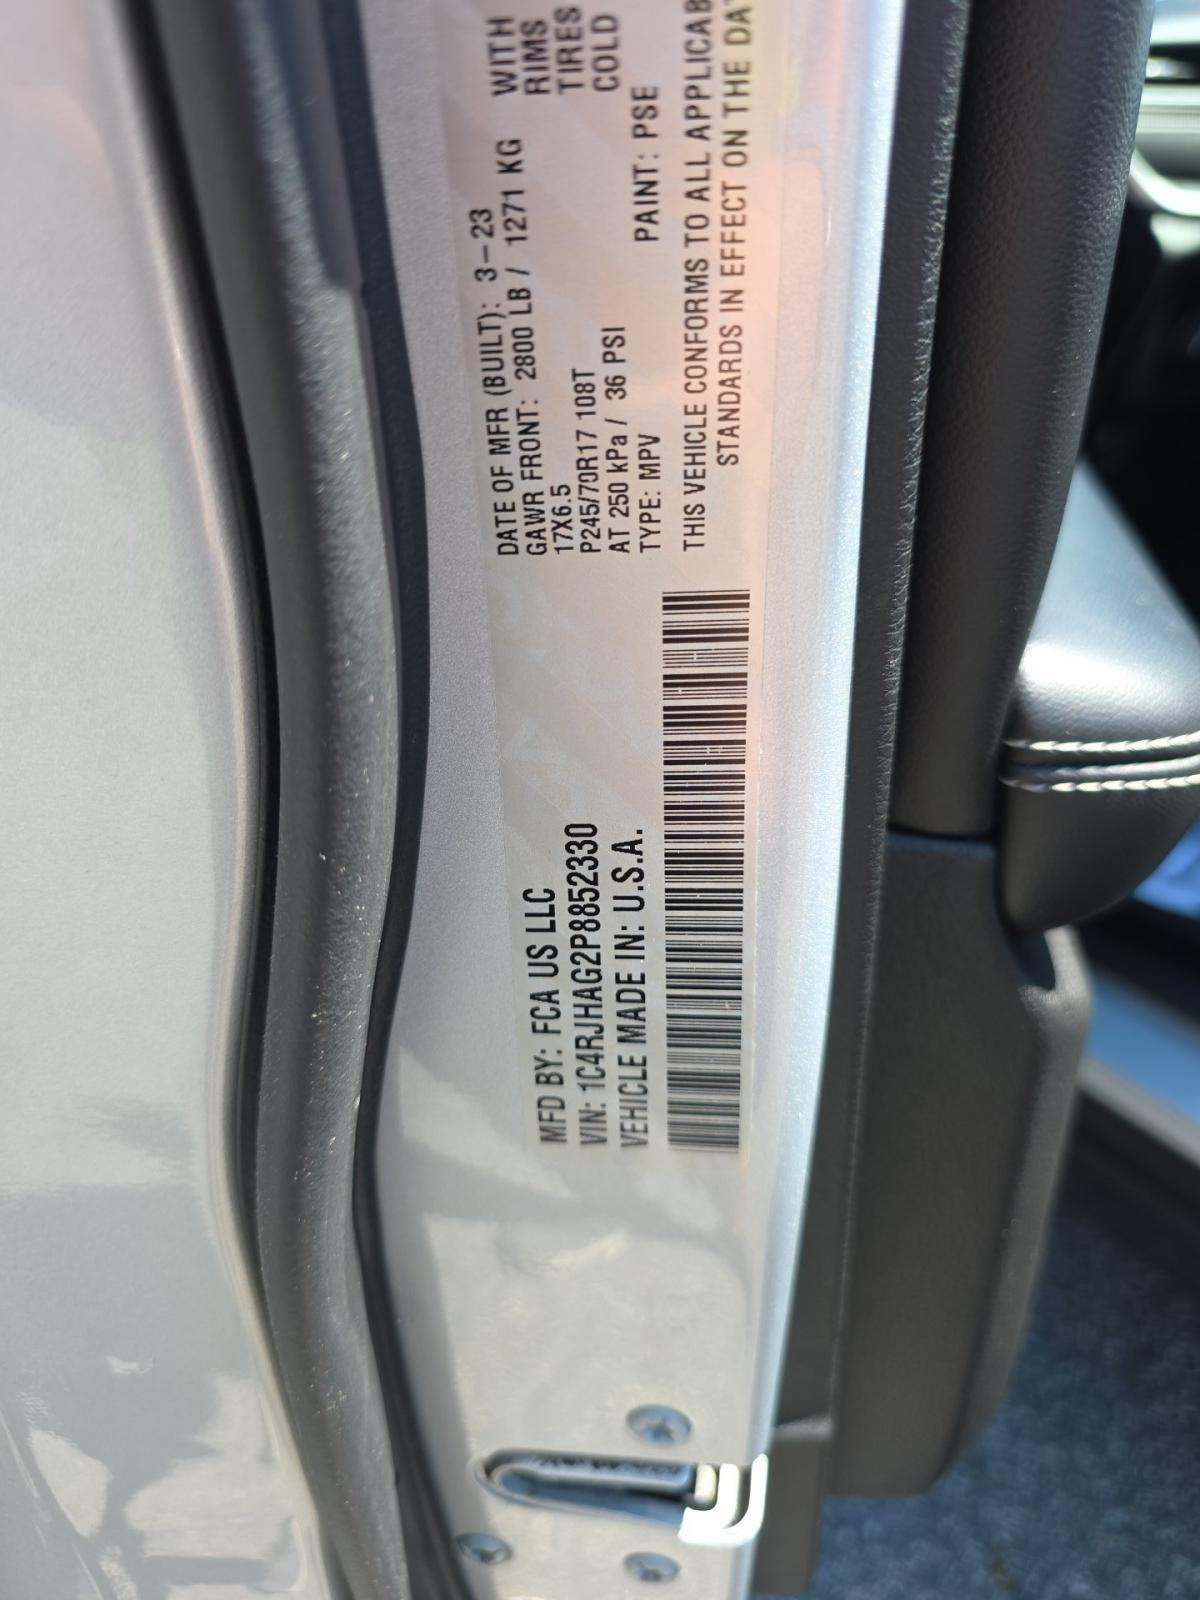 MFD BY: FCA US LLC
VIN: 1C4RJHAG2P8852330
VEHICLE MADE IN: U.S.A.
DATE OF MFR (BUILT): 3-23
GAWR FRONT: 2800 LB / 1271 KG WITH
17X6.5 RIMS
P245/70R17 108T TIRES
AT 250 kPa / 36 PSI COLD
TYPE: MPV PAINT: PSE
THIS VEHICLE CONFORMS TO ALL APPLICAB
STANDARDS IN EFFECT ON THE DAT